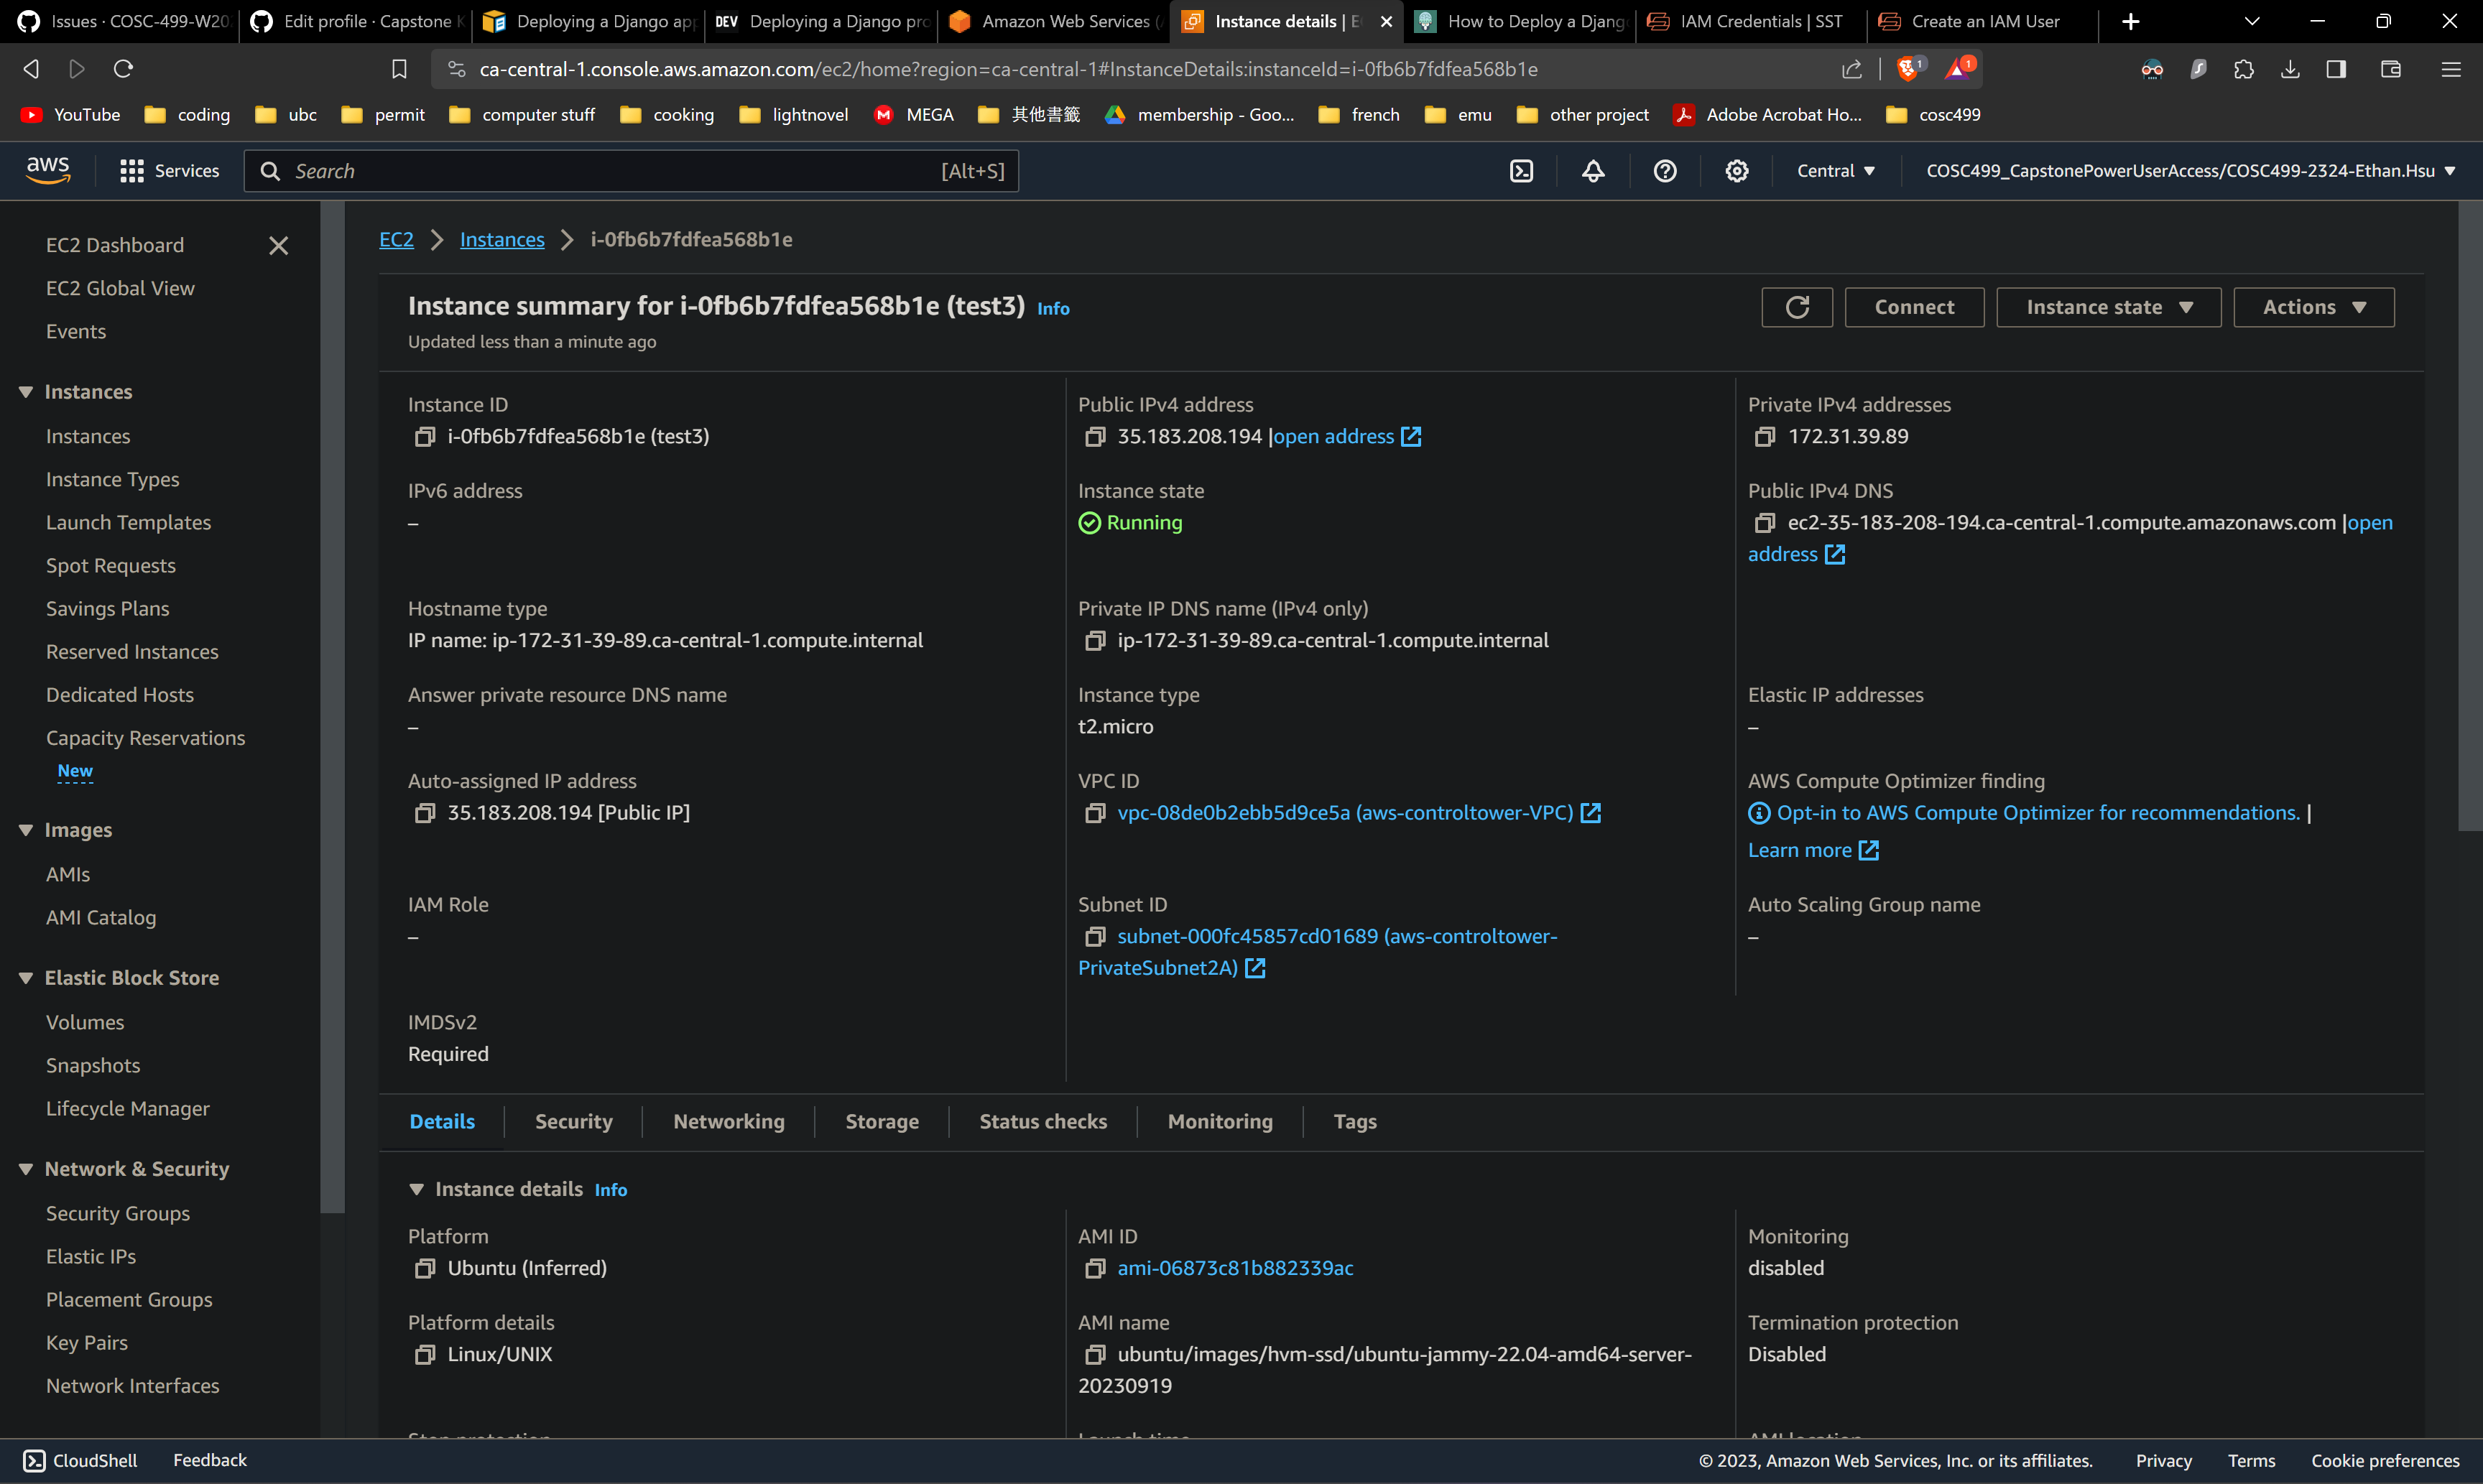 Issues · COSC-499-W20
Edit profile · Capstone
Deploying a Django app
DEV Deploying a Django pro
Amazon Web Services (
Instance details | E
How to Deploy a Djang
IAM Credentials | SST
Create an IAM User
ca-central-1.console.aws.amazon.com/ec2/home?region=ca-central-1#InstanceDetails:instanceId=i-0fb6b7fdfea568b1e
1
1
YouTube coding ubc permit computer stuff cooking lightnovel MEGA 其他書籤 membership - Goo... french emu other project Adobe Acrobat Ho... cosc499
aws Services Search [Alt+S] Central COSC499_CapstonePowerUserAccess/COSC499-2324-Ethan.Hsu
EC2 Dashboard
EC2 Global View
Events
Instances
Instances
Instance Types
Launch Templates
Spot Requests
Savings Plans
Reserved Instances
Dedicated Hosts
Capacity Reservations
New
Images
AMIs
AMI Catalog
Elastic Block Store
Volumes
Snapshots
Lifecycle Manager
Network & Security
Security Groups
Elastic IPs
Placement Groups
Key Pairs
Network Interfaces
EC2 Instances i-0fb6b7fdfea568b1e
Instance summary for i-0fb6b7fdfea568b1e (test3) Info
Updated less than a minute ago
Connect Instance state Actions
Instance ID
i-0fb6b7fdfea568b1e (test3)
Public IPv4 address
35.183.208.194 |open address
Private IPv4 addresses
172.31.39.89
IPv6 address
–
Instance state
Running
Public IPv4 DNS
ec2-35-183-208-194.ca-central-1.compute.amazonaws.com |open
address
Hostname type
IP name: ip-172-31-39-89.ca-central-1.compute.internal
Private IP DNS name (IPv4 only)
ip-172-31-39-89.ca-central-1.compute.internal
Answer private resource DNS name
–
Instance type
t2.micro
Elastic IP addresses
–
Auto-assigned IP address
35.183.208.194 [Public IP]
VPC ID
vpc-08de0b2ebb5d9ce5a (aws-controltower-VPC)
AWS Compute Optimizer finding
Opt-in to AWS Compute Optimizer for recommendations. |
Learn more
IAM Role
–
Subnet ID
subnet-000fc45857cd01689 (aws-controltower-
PrivateSubnet2A)
Auto Scaling Group name
–
IMDSv2
Required
Details Security Networking Storage Status checks Monitoring Tags
Instance details Info
Platform
Ubuntu (Inferred)
AMI ID
ami-06873c81b882339ac
Monitoring
disabled
Platform details
Linux/UNIX
AMI name
ubuntu/images/hvm-ssd/ubuntu-jammy-22.04-amd64-server-
20230919
Termination protection
Disabled
Stop protection
Launch time
AMI location
CloudShell Feedback © 2023, Amazon Web Services, Inc. or its affiliates. Privacy Terms Cookie preferences